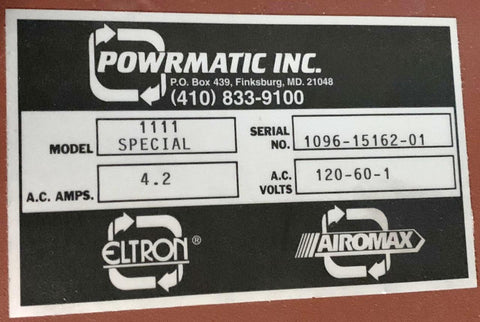 POWRMATIC INC.
P.O. Box 439, Finksburg, MD. 21048
(410) 833-9100
MODEL 1111 SPECIAL
SERIAL NO. 1096-15162-01
A.C. AMPS. 4.2
A.C. VOLTS 120-60-1
ELTRON®
AIROMAX